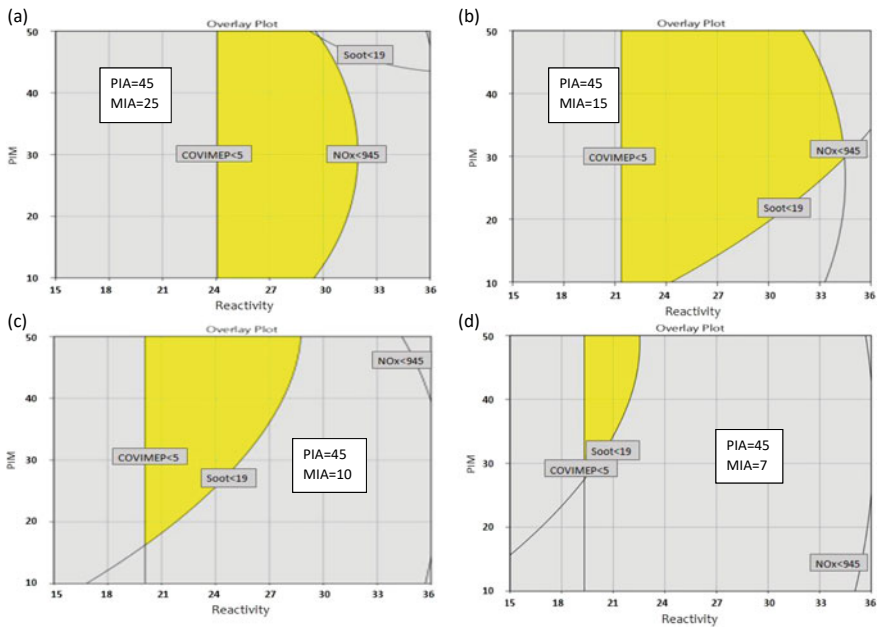 (a)
Overlay Plot
50
40
30
20
10
PIM
PIA=45
MIA=25
Soot<19
COVIMEP<5
NOx<945
15 18 21 24 27 30 33 36
Reactivity
(b)
Overlay Plot
50
40
30
20
10
PIM
PIA=45
MIA=15
COVIMEP<5
NOx<945
Soot<19
15 18 21 24 27 30 33 36
Reactivity
(c)
Overlay Plot
50
40
30
20
10
PIM
NOx<945
COVIMEP<5
Soot<19
PIA=45
MIA=10
15 18 21 24 27 30 33 36
Reactivity
(d)
Overlay Plot
50
40
30
20
10
PIM
Soot<19
COVIMEP<5
PIA=45
MIA=7
NOx<945
15 18 21 24 27 30 33 36
Reactivity